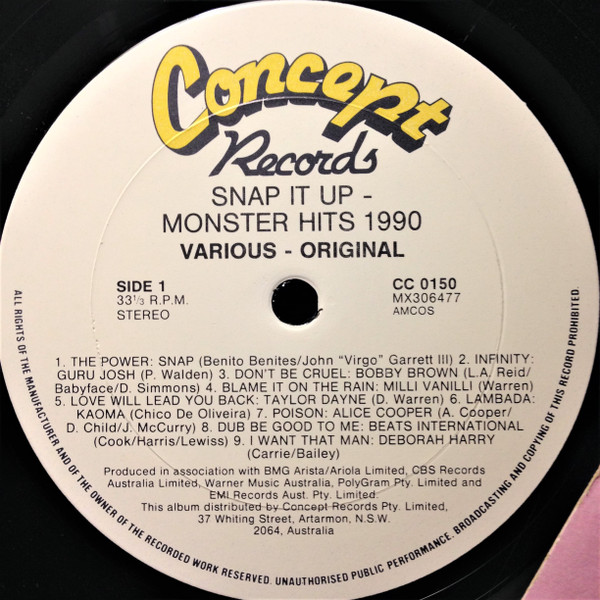 Concept
Records
SNAP IT UP -
MONSTER HITS 1990
VARIOUS - ORIGINAL
SIDE 1
33⅓ R.P.M.
STEREO
CC 0150
MX306477
AMCOS
1. THE POWER: SNAP (Benito Benites/John "Virgo" Garrett III) 2. INFINITY:
GURU JOSH (P. Walden) 3. DON'T BE CRUEL: BOBBY BROWN (L.A. Reid/
Babyface/D. Simmons) 4. BLAME IT ON THE RAIN: MILLI VANILLI (Warren)
5. LOVE WILL LEAD YOU BACK: TAYLOR DAYNE (D. Warren) 6. LAMBADA:
KAOMA (Chico De Oliveira) 7. POISON: ALICE COOPER (A. Cooper/
D. Child/J. McCurry) 8. DUB BE GOOD TO ME: BEATS INTERNATIONAL
(Cook/Harris/Lewiss) 9. I WANT THAT MAN: DEBORAH HARRY
(Carrie/Bailey)
Produced in association with BMG Arista/Ariola Limited, CBS Records
Australia Limited, Warner Music Australia, PolyGram Pty. Limited and
EMI Records Aust. Pty. Limited.
This album distributed by Concept Records Pty. Limited,
37 Whiting Street, Artarmon, N.S.W.
2064, Australia
ALL RIGHTS OF THE MANUFACTURER AND OF THE OWNER OF THE RECORDED WORK RESERVED. UNAUTHORISED PUBLIC PERFORMANCE. BROADCASTING AND COPYING OF THIS RECORD PROHIBITED.